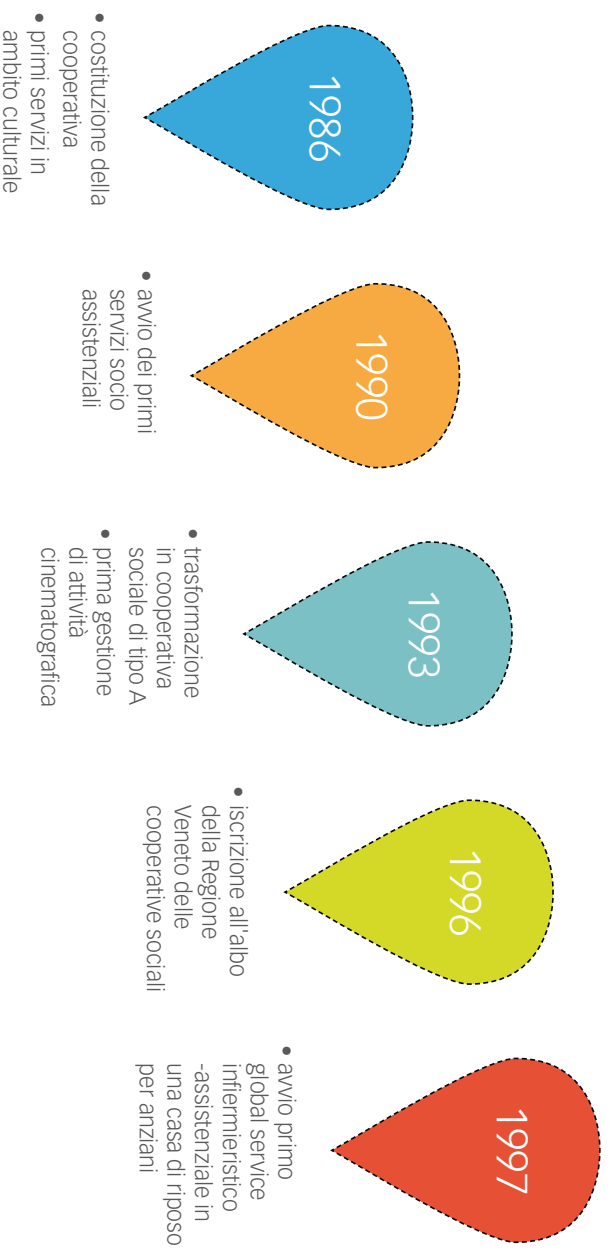 1986
• costituzione della
cooperativa
• primi servizi in
ambito culturale
1990
• avvio dei primi
servizi socio
assistenziali
1993
• trasformazione
in cooperativa
sociale di tipo A
• prima gestione
di attività
cinematografica
1996
• iscrizione all'albo
della Regione
Veneto delle
cooperative sociali
1997
• avvio primo
global service
infiermieristico
-assistenziale in
una casa di riposo
per anziani